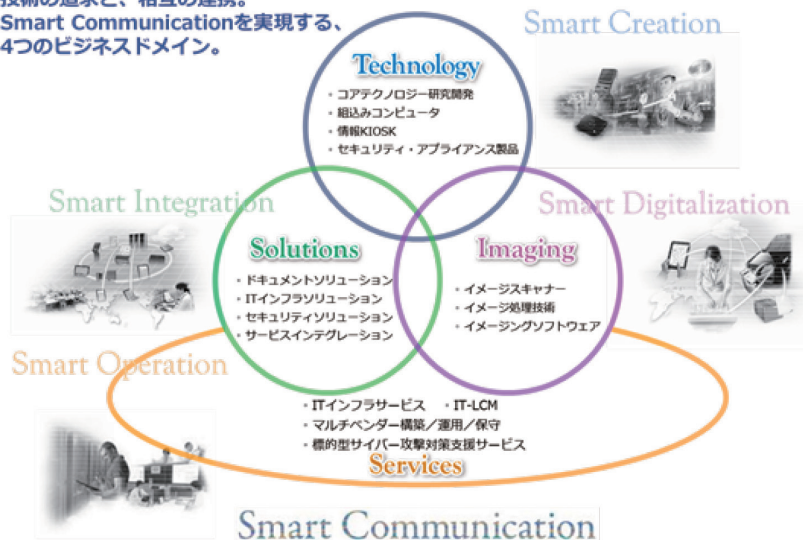 技術の追求と、相互の連携。
Smart Communicationを実現する、
4つのビジネスドメイン。
Smart Creation
Technology
・コアテクノロジー研究開発
・組込みコンピュータ
・情報KIOSK
・セキュリティ・アプライアンス製品
Smart Integration
Smart Digitalization
Solutions
・ドキュメントソリューション
・ITインフラソリューション
・セキュリティソリューション
・サービスインテグレーション
Imaging
・イメージスキャナー
・イメージ処理技術
・イメージングソフトウェア
Smart Operation
・ITインフラサービス ・IT-LCM
・マルチベンダー構築／運用／保守
・標的型サイバー攻撃対策支援サービス
Services
Smart Communication